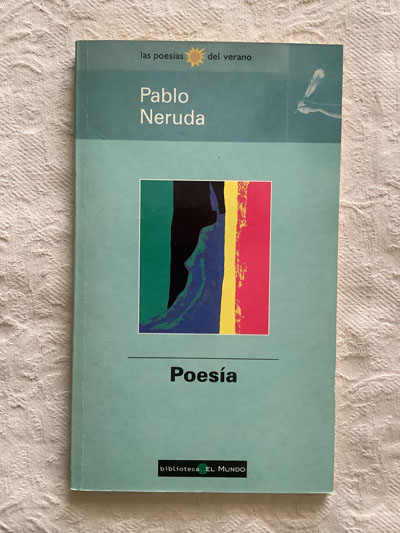 las poesías del verano
Pablo
Neruda
Poesía
biblioteca EL MUNDO